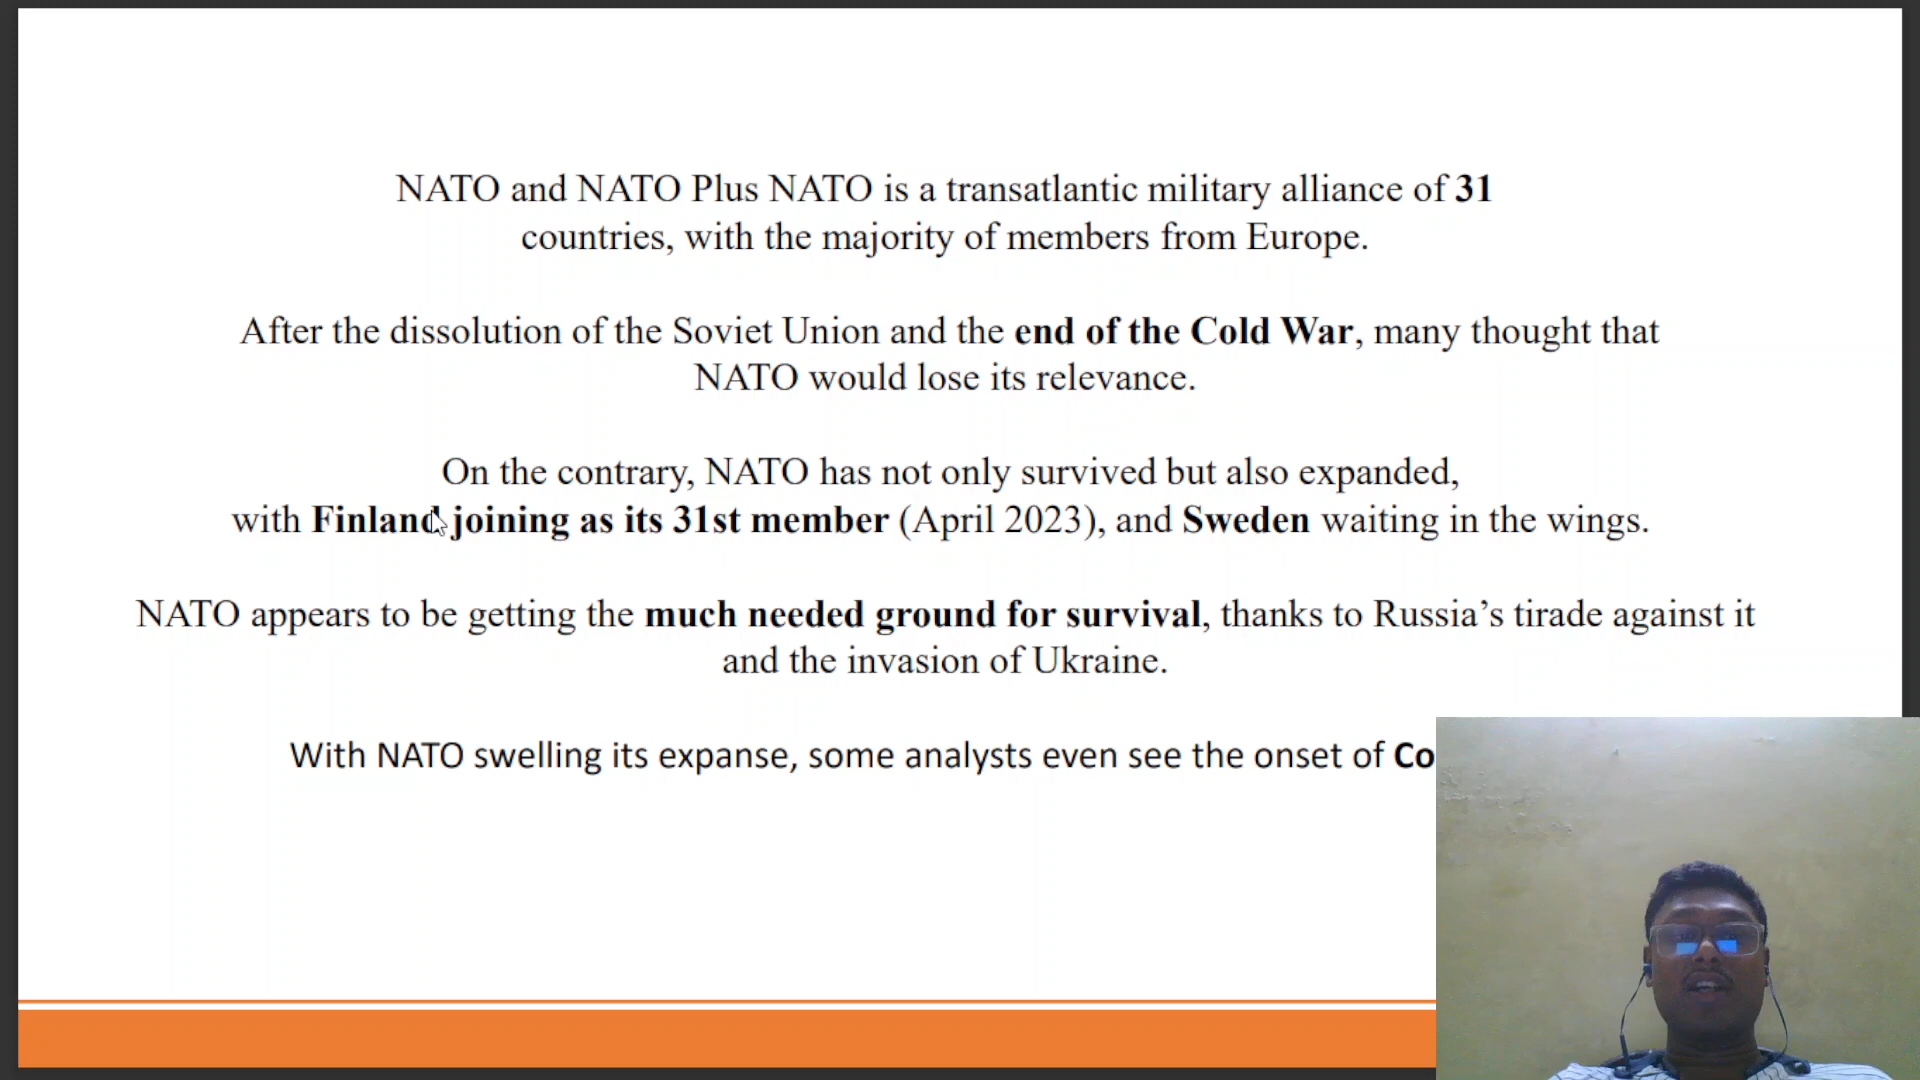 NATO and NATO Plus NATO is a transatlantic military alliance of 31
countries, with the majority of members from Europe.
After the dissolution of the Soviet Union and the end of the Cold War, many thought that
NATO would lose its relevance.
On the contrary, NATO has not only survived but also expanded,
with Finland joining as its 31st member (April 2023), and Sweden waiting in the wings.
NATO appears to be getting the much needed ground for survival, thanks to Russia’s tirade against it
and the invasion of Ukraine.
With NATO swelling its expanse, some analysts even see the onset of